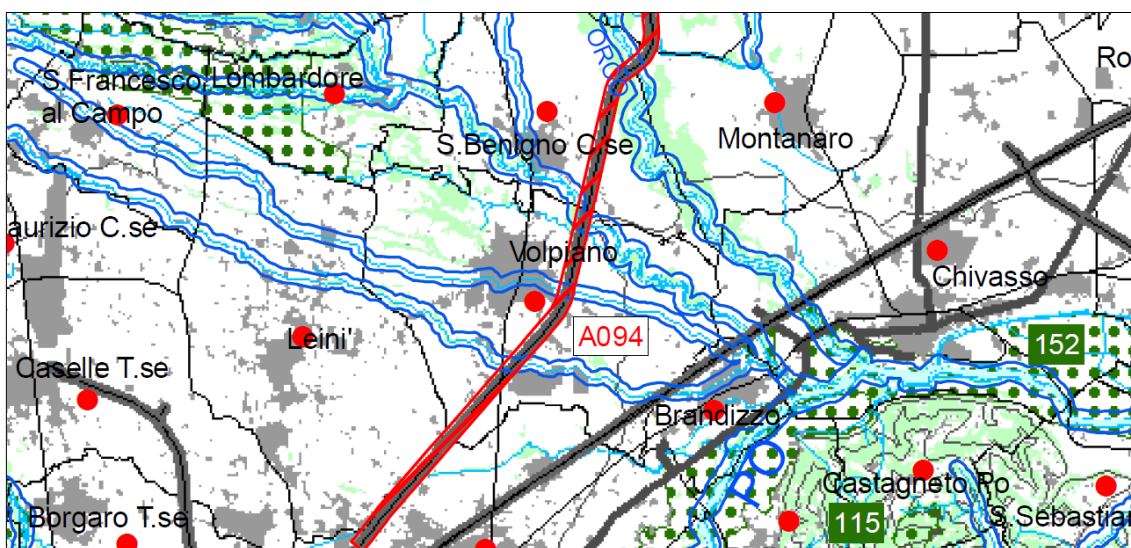 ORCO
Ro
S.Francesco
al Campo
Lombardore
S.Benigno C.se
Montanaro
aurizio C.se
Volpiano
Chivasso
A094
Leini'
152
Caselle T.se
Brandizzo
PO
Castagneto Po
Borgaro T.se
115
S.Sebastian